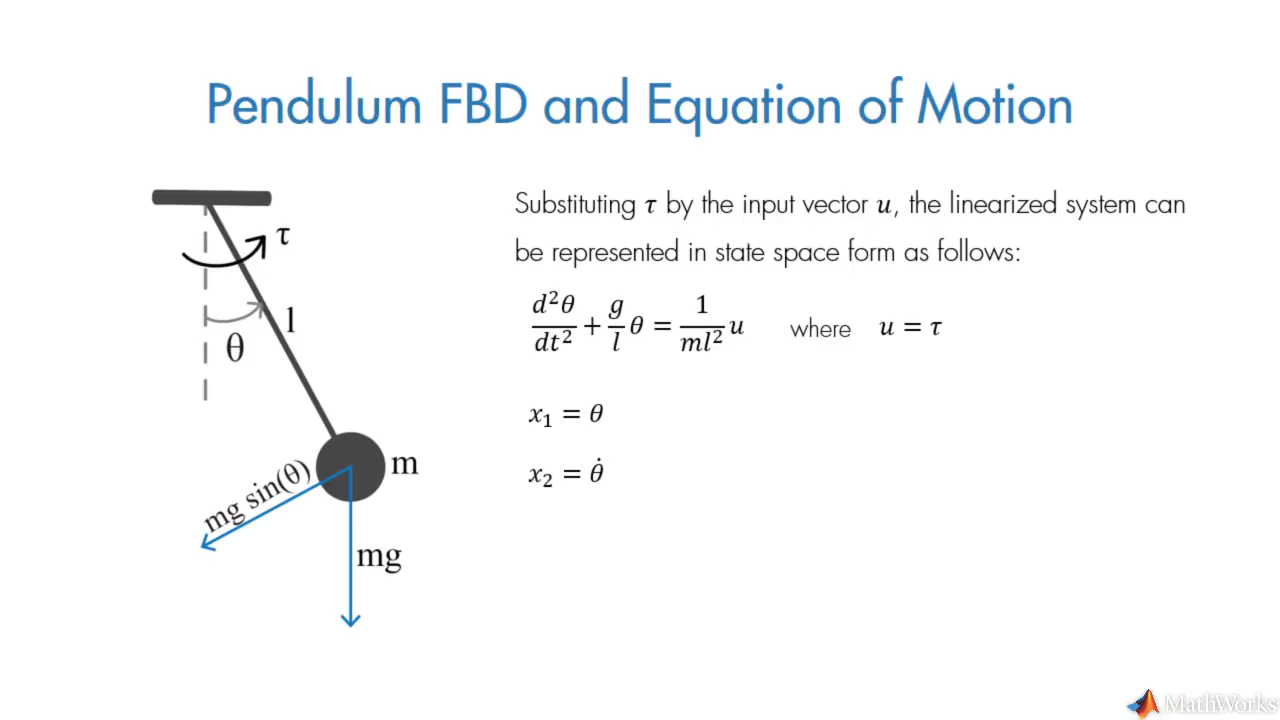 Pendulum FBD and Equation of Motion
Substituting τ by the input vector u, the linearized system can
be represented in state space form as follows:
d²θ/dt² + g/l θ = 1/ml² u where u = τ
x₁ = θ
x₂ = θ̇
τ
l
θ
m
mg sin(θ)
mg
MathWorks